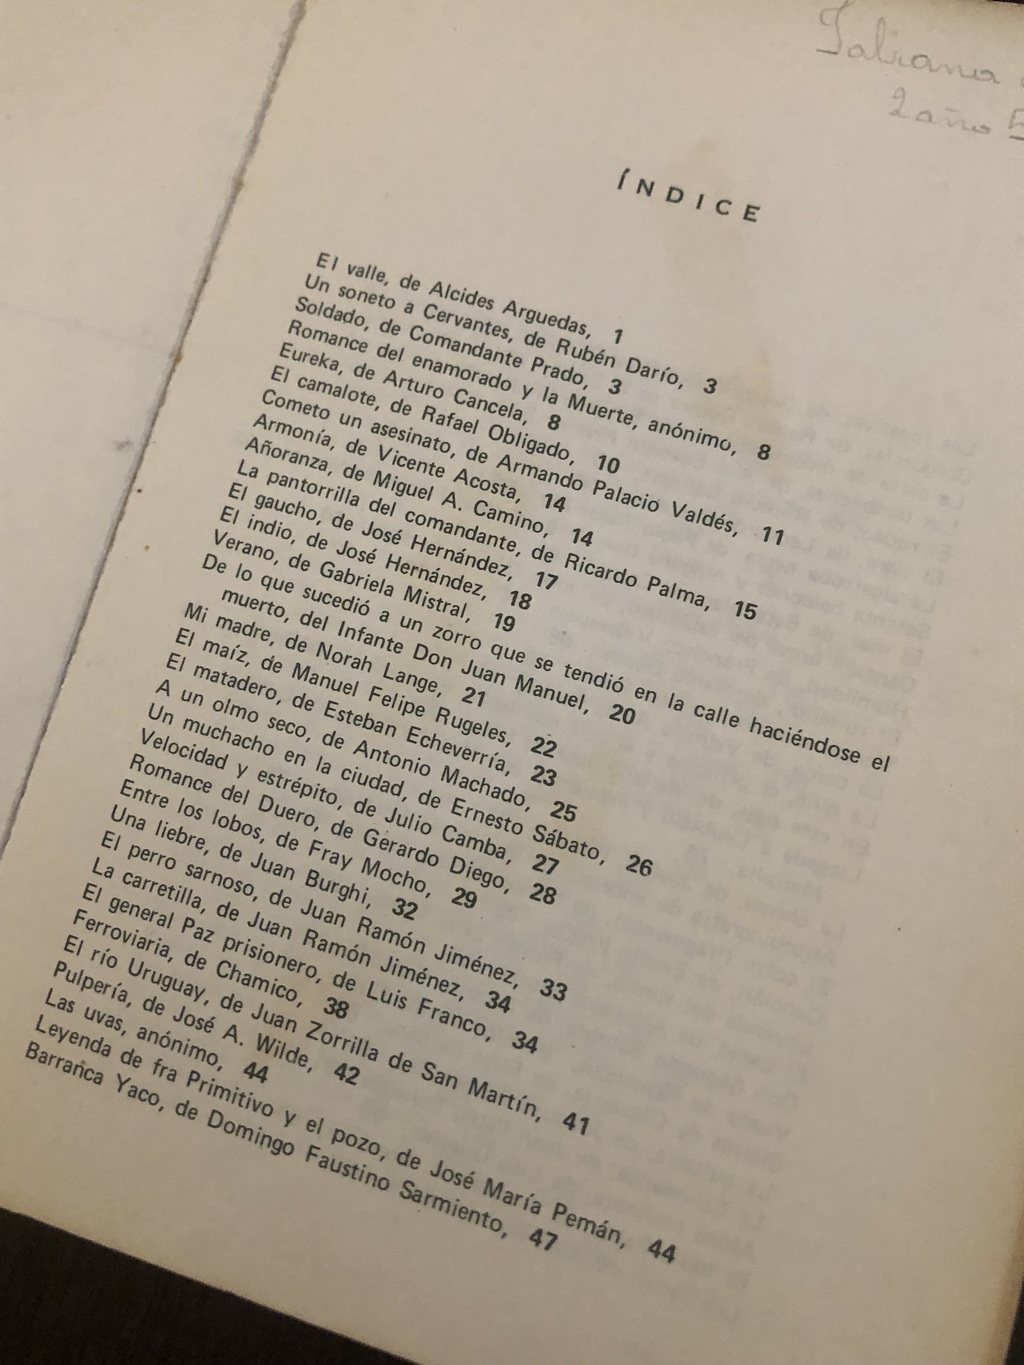 2 año
ÍNDICE
El valle, de Alcides Arguedas, 1
Un soneto a Cervantes, de Rubén Darío, 3
Soldado, de Comandante Prado, 3
Romance del enamorado y la Muerte, anónimo, 8
Eureka, de Arturo Cancela, 8
El camalote, de Rafael Obligado, 10
Cometo un asesinato, de Armando Palacio Valdés, 11
Armonía, de Vicente Acosta, 14
Añoranza, de Miguel A. Camino, 14
La pantorrilla del comandante, de Ricardo Palma, 15
El gaucho, de José Hernández, 17
El indio, de José Hernández, 18
Verano, de Gabriela Mistral, 19
De lo que sucedió a un zorro que se tendió en la calle haciéndose el
muerto, del Infante Don Juan Manuel, 20
Mi madre, de Norah Lange, 21
El maíz, de Manuel Felipe Rugeles, 22
El matadero, de Esteban Echeverría, 23
A un olmo seco, de Antonio Machado, 25
Un muchacho en la ciudad, de Ernesto Sábato, 26
Velocidad y estrépito, de Julio Camba, 27
Romance del Duero, de Gerardo Diego, 28
Entre los lobos, de Fray Mocho, 29
Una liebre, de Juan Burghi, 32
El perro sarnoso, de Juan Ramón Jiménez, 33
La carretilla, de Juan Ramón Jiménez, 34
El general Paz prisionero, de Luis Franco, 34
Ferroviaria, de Chamico, 38
El río Uruguay, de Juan Zorrilla de San Martín, 41
Pulpería, de José A. Wilde, 42
Las uvas, anónimo, 44
Leyenda de fra Primitivo y el pozo, de José María Pemán, 44
Barranca Yaco, de Domingo Faustino Sarmiento, 47